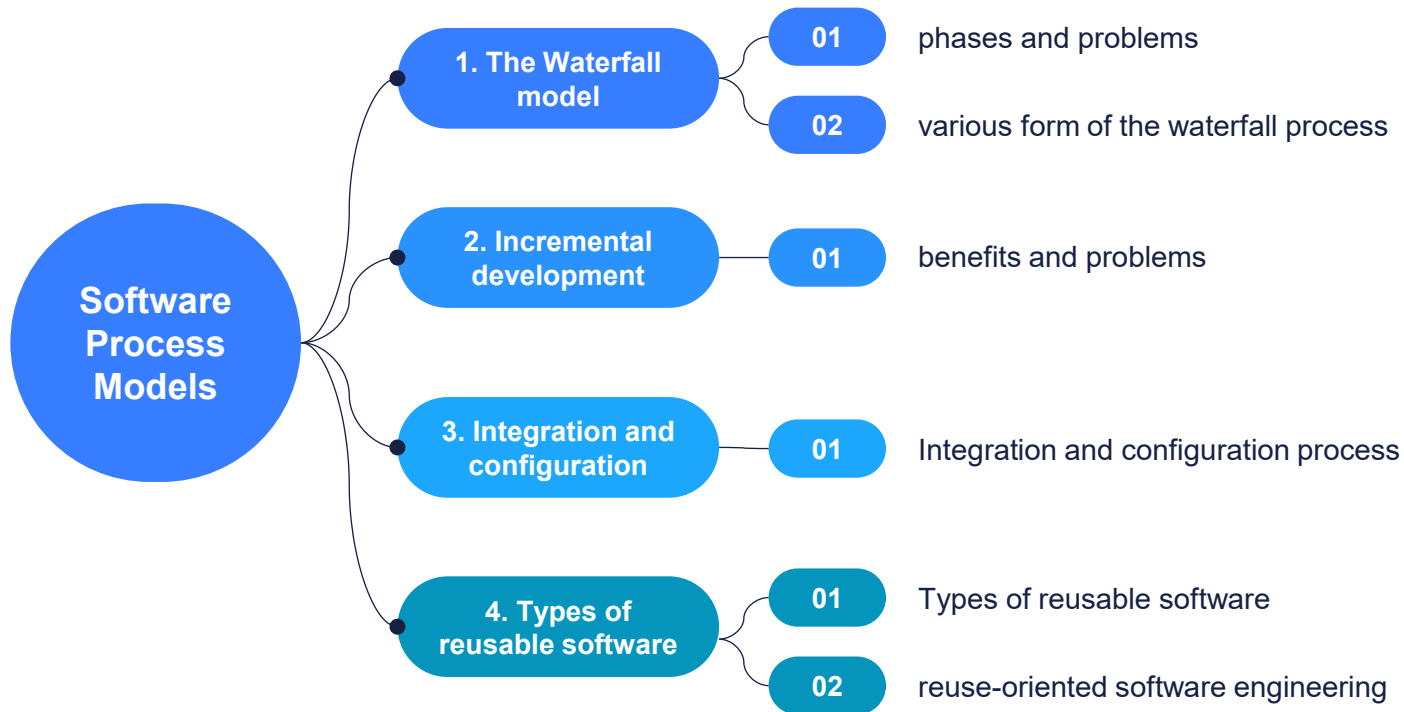 Software
Process
Models
1. The Waterfall
model
01
phases and problems
02
various form of the waterfall process
2. Incremental
development
01
benefits and problems
3. Integration and
configuration
01
Integration and configuration process
4. Types of
reusable software
01
Types of reusable software
02
reuse-oriented software engineering